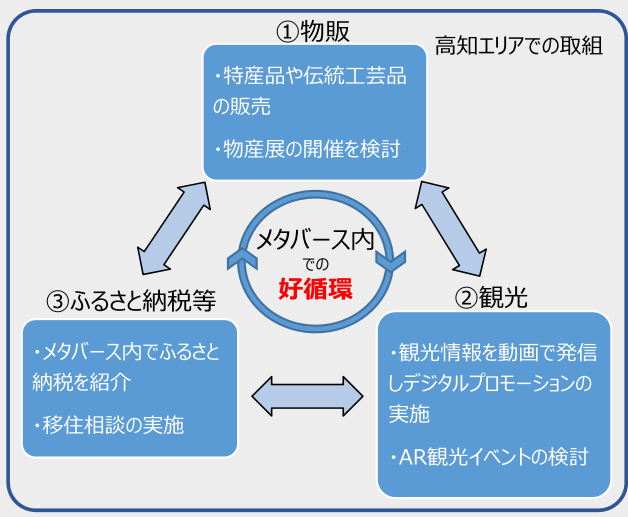 ①物販
高知エリアでの取組
・特産品や伝統工芸品
の販売
・物産展の開催を検討
メタバース内
での
好循環
③ふるさと納税等
・メタバース内でふるさと
納税を紹介
・移住相談の実施
②観光
・観光情報を動画で発信
しデジタルプロモーションの
実施
・AR観光イベントの検討